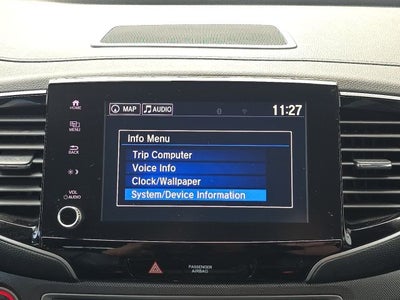 MAP AUDIO 11:27
HOME
MENU
BACK
VOL
AUDIO
Info Menu
Trip Computer
Voice Info
Clock/Wallpaper
System/Device Information
PASSENGER
AIRBAG